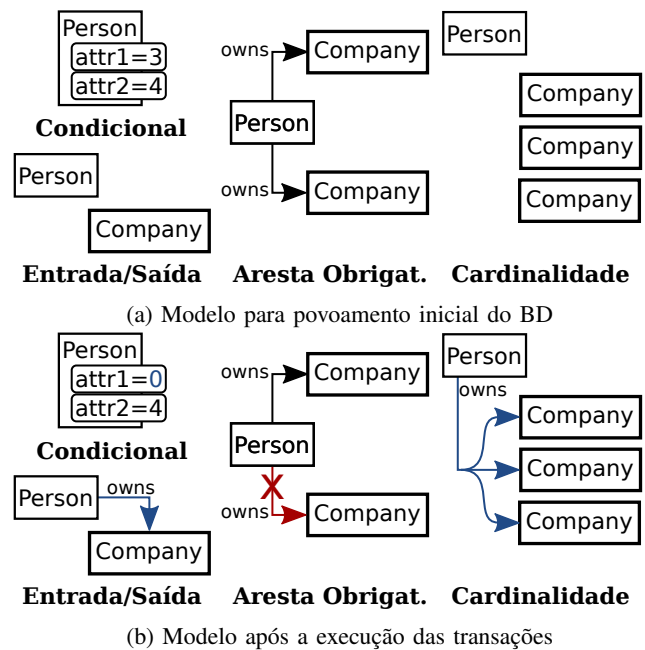 Person
attr1=3
attr2=4
Condicional
Person
Company
Entrada/Saída
owns
Company
Person
owns
Company
Aresta Obrigat.
Person
Company
Company
Company
Cardinalidade
(a) Modelo para povoamento inicial do BD
Person
attr1=0
attr2=4
Condicional
Person
owns
Company
Entrada/Saída
owns
Company
Person
X
owns
Company
Aresta Obrigat.
Person
owns
Company
Company
Company
Cardinalidade
(b) Modelo após a execução das transações